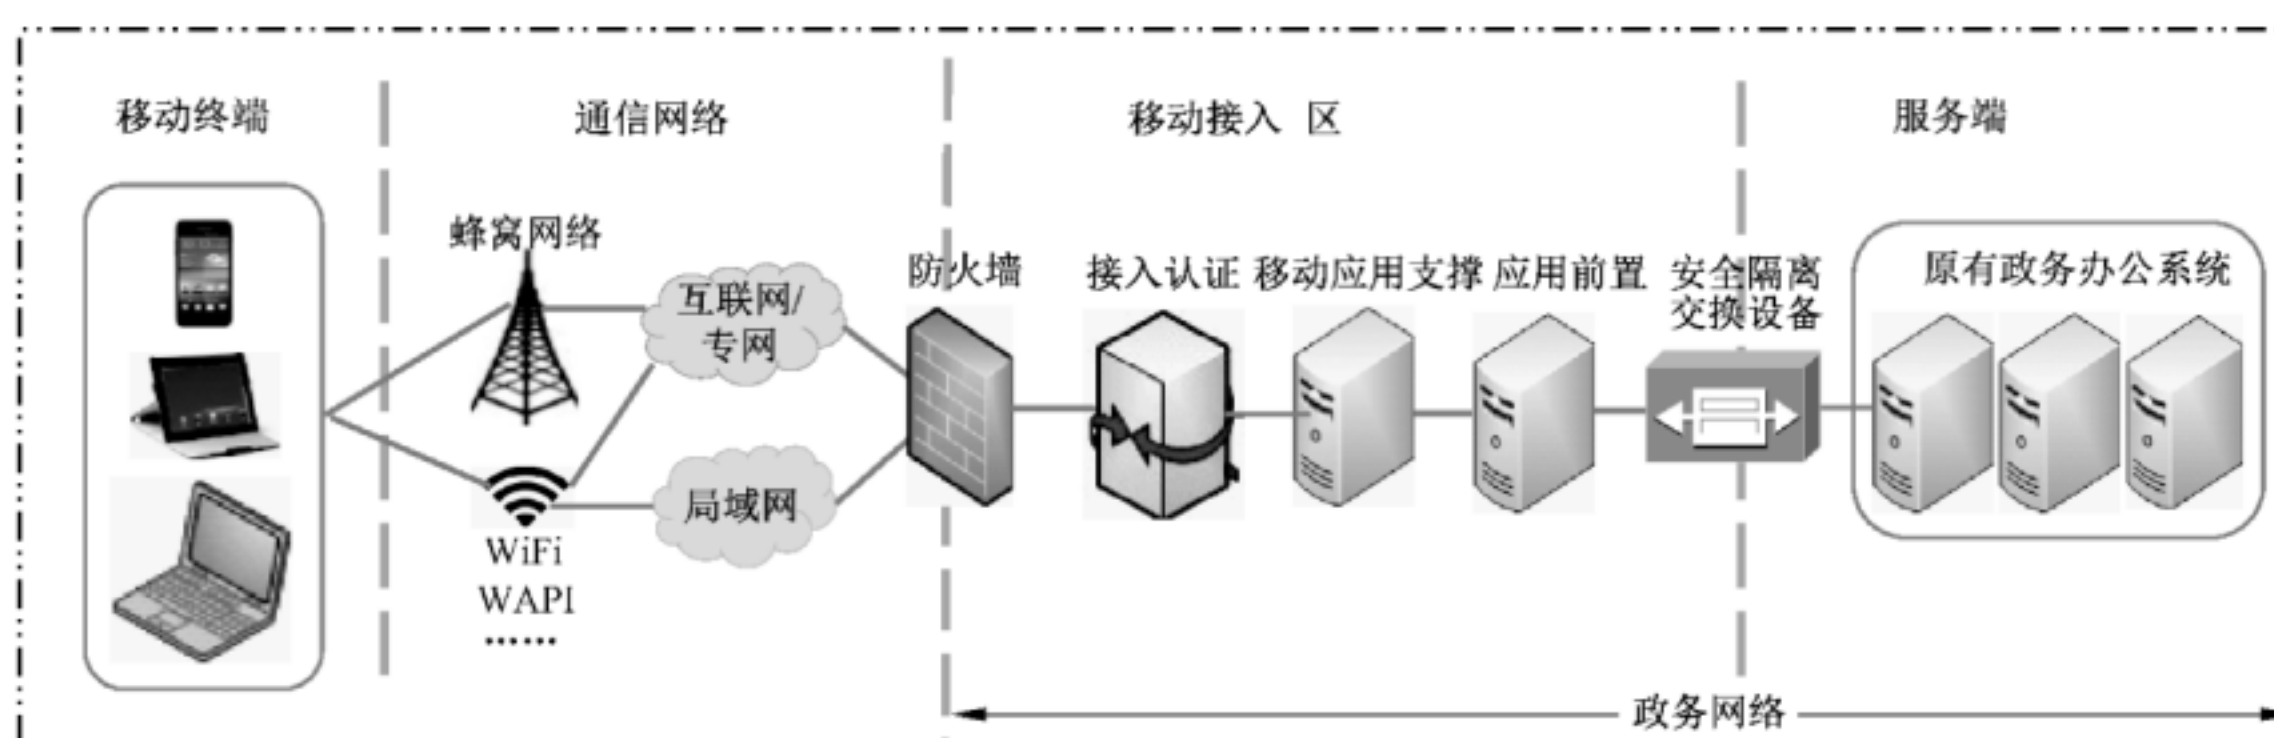 移动终端
通信网络
移动接入 区
服务端
蜂窝网络
互联网/
专网
防火墙
接入认证
移动应用支撑
应用前置
安全隔离
交换设备
原有政务办公系统
局域网
WiFi
WAPI
……
政务网络